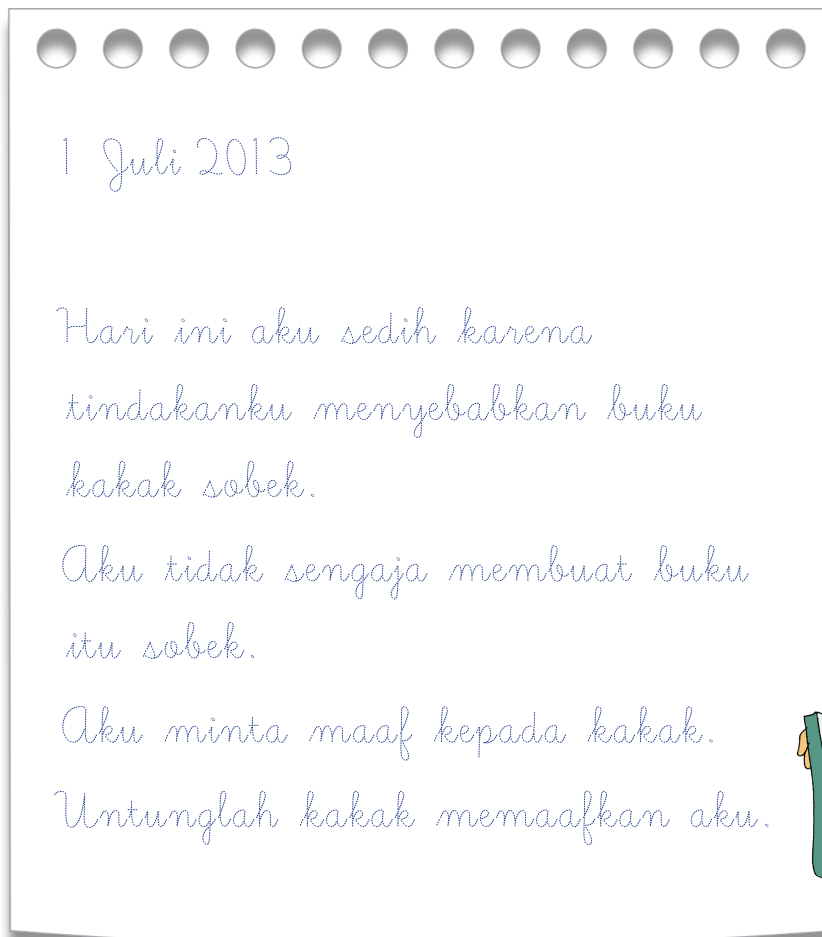 1 Juli 2013
Hari ini aku sedih karena
tindakanku menyebabkan buku
kakak sobek.
Aku tidak sengaja membuat buku
itu sobek.
Aku minta maaf kepada kakak.
Untunglah kakak memaafkan aku.